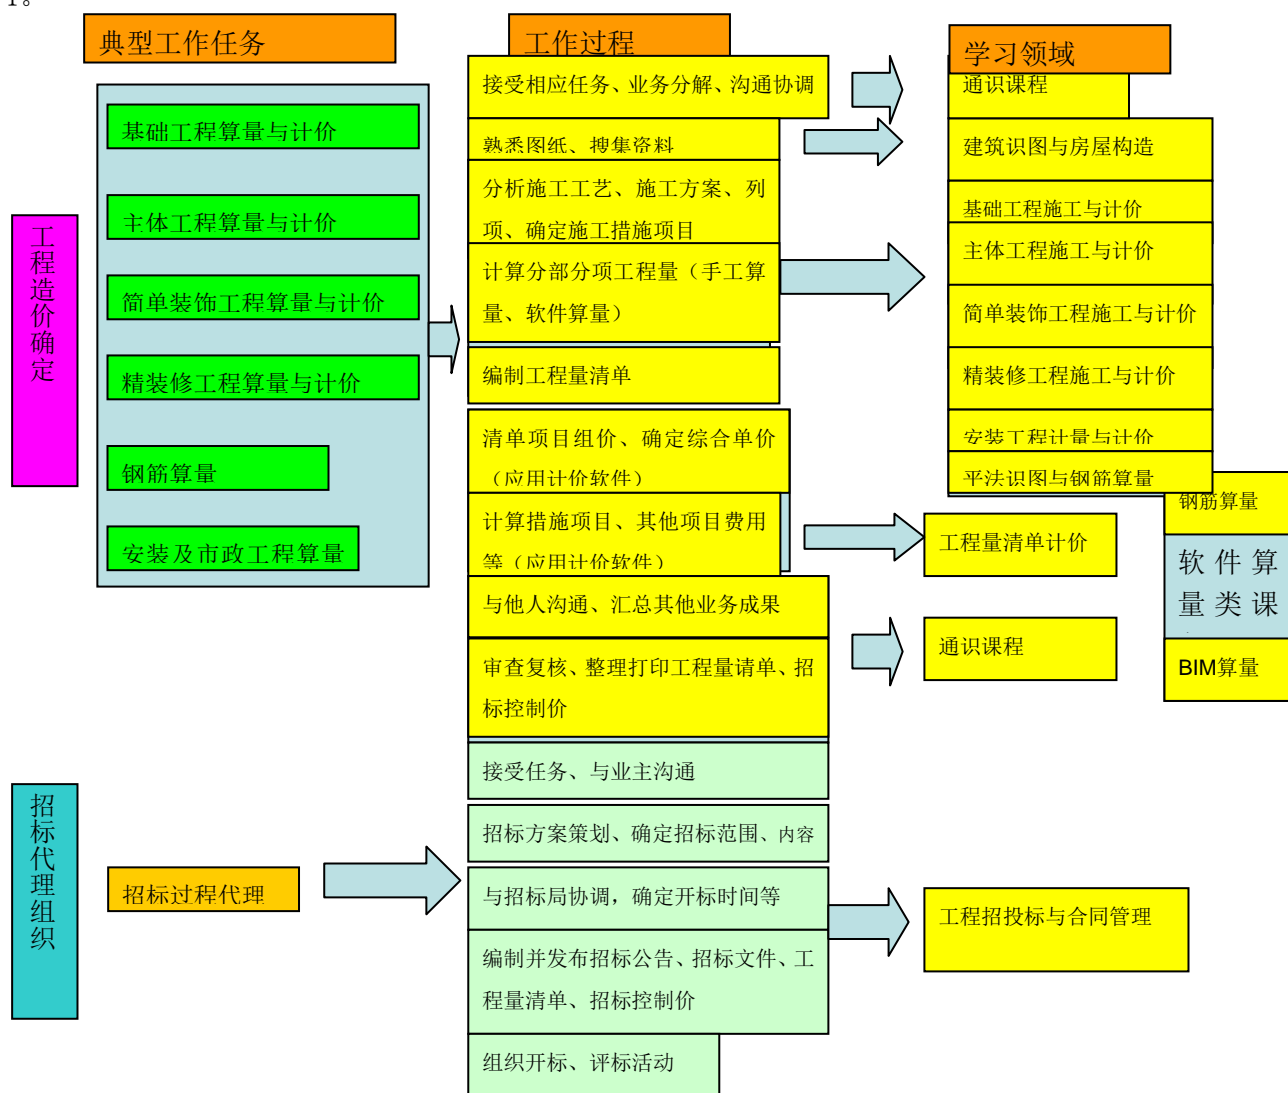 1。
典型工作任务
工作过程
学习领域
工程造价确定
基础工程算量与计价
主体工程算量与计价
简单装饰工程算量与计价
精装修工程算量与计价
钢筋算量
安装及市政工程算量
接受相应任务、业务分解、沟通协调
熟悉图纸、搜集资料
分析施工工艺、施工方案、列
项、确定施工措施项目
计算分部分项工程量（手工算
量、软件算量）
编制工程量清单
清单项目组价、确定综合单价
（应用计价软件）
计算措施项目、其他项目费用
等（应用计价软件）
与他人沟通、汇总其他业务成果
审查复核、整理打印工程量请单、招
标控制价
通识课程
建筑识图与房屋构造
基础工程施工与计价
主体工程施工与计价
简单装饰工程施工与计价
精装修工程施工与计价
安装工程计量与计价
平法识图与钢筋算量
钢筋算量
工程量清单计价
软件算
量类课
通识课程
BIM算量
招标代理组织
招标过程代理
接受任务、与业主沟通
招标方案策划、确定招标范围、内容
与招标局协调，确定开标时间等
编制并发布招标公告、招标文件、工
程量清单、招标控制价
组织开标、评标活动
工程招投标与合同管理